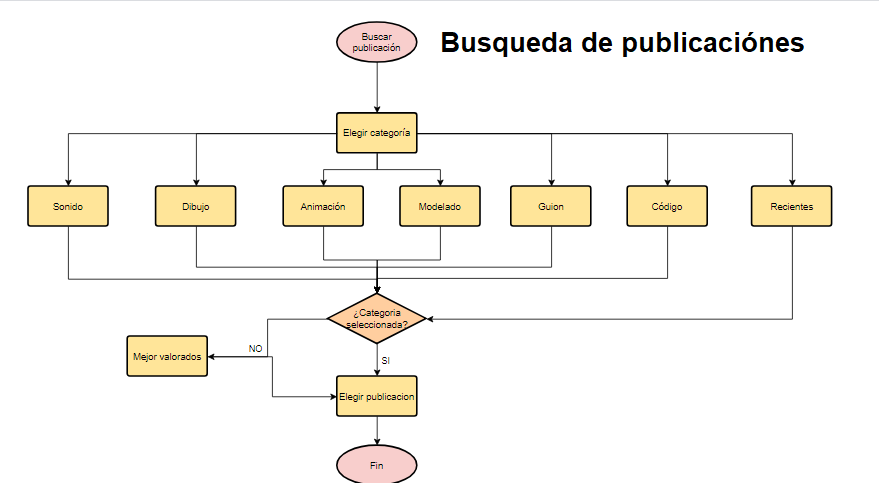 Buscar
publicación
Busqueda de publicaciónes
Elegir categoría
Sonido
Dibujo
Animación
Modelado
Guion
Código
Recientes
¿Categoria
seleccionada?
NO
Mejor valorados
SI
Elegir publicacion
Fin